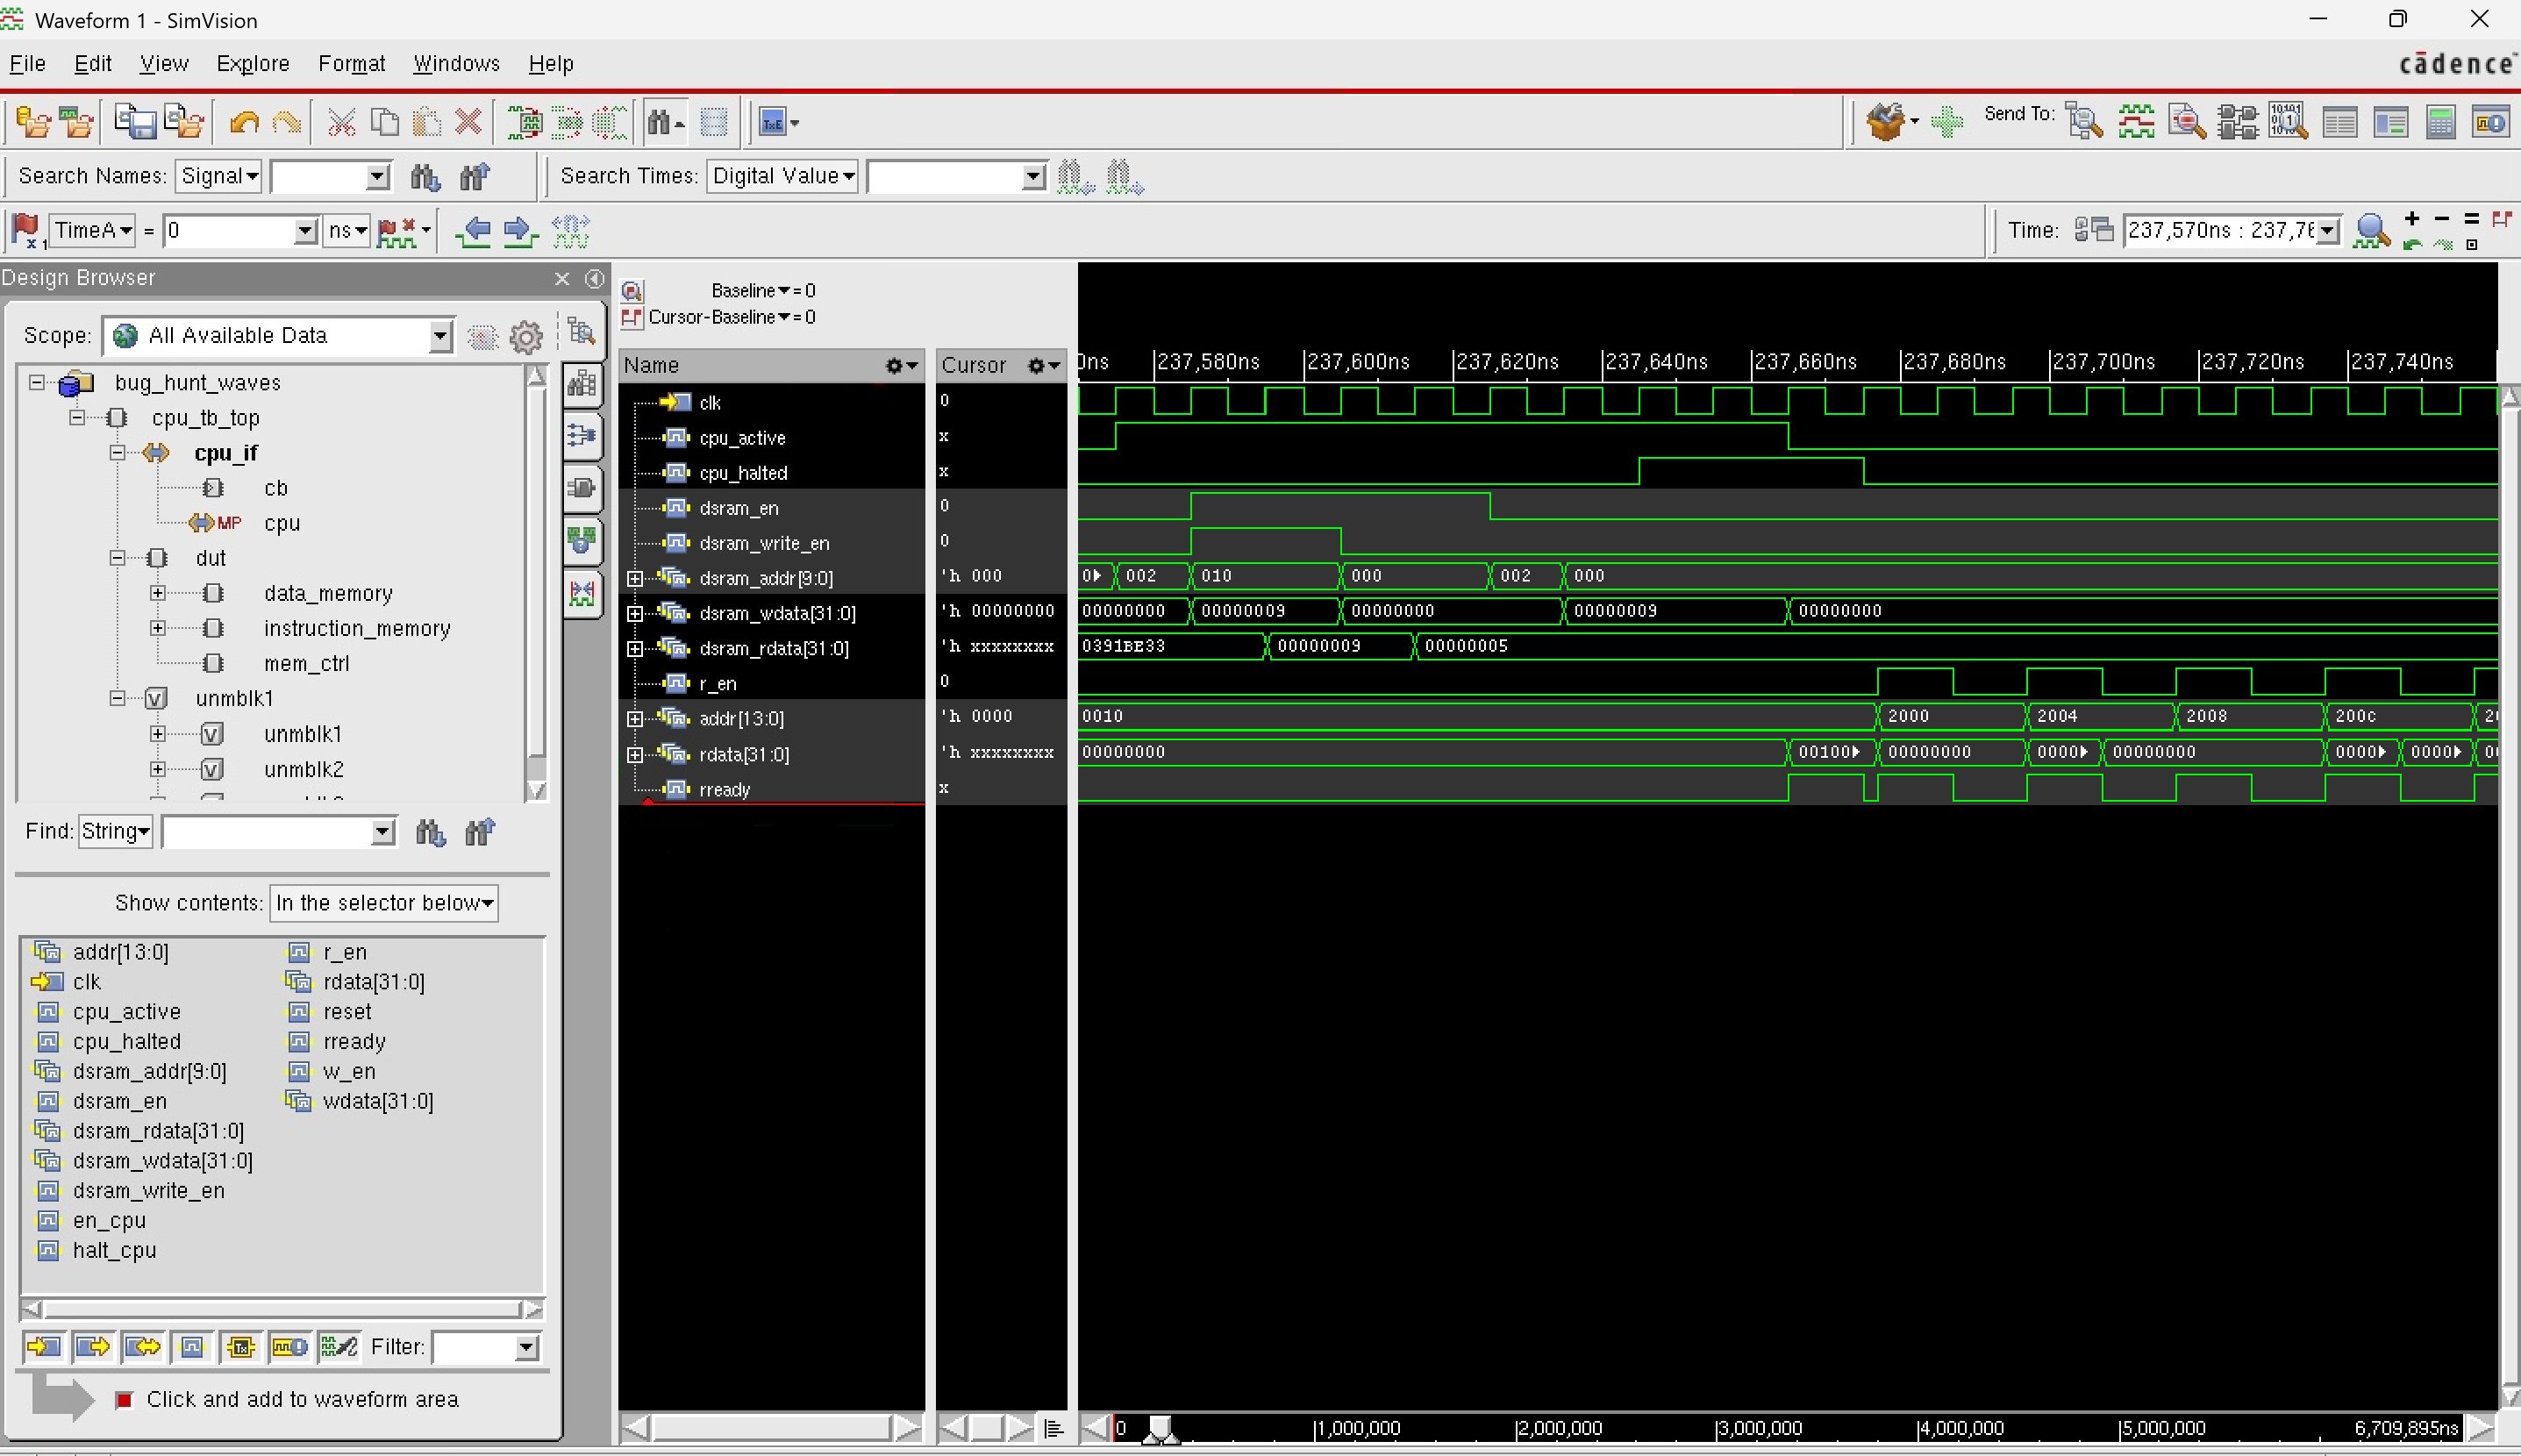 Waveform 1 - SimVision
File Edit View Explore Format Windows Help cādence
TxE Send To:
Search Names: Signal Search Times: Digital Value
x 1 TimeA = 0 ns Time: 237,570ns : 237,7
Design Browser
Baseline = 0
Cursor-Baseline = 0
Scope: All Available Data
Name Cursor 0ns 237,580ns 237,600ns 237,620ns 237,640ns 237,660ns 237,680ns 237,700ns 237,720ns 237,740ns
bug_hunt_waves
cpu_tb_top
cpu_if
cb
MP cpu
dut
data_memory
instruction_memory
mem_ctrl
unmblk1
unmblk1
unmblk2
clk 0
cpu_active x
cpu_halted x
dsram_en 0
dsram_write_en 0
dsram_addr[9:0] 'h 000 0 002 010 000 002 000
dsram_wdata[31:0] 'h 00000000 00000000 00000009 00000000 00000009 00000000
dsram_rdata[31:0] 'h xxxxxxxx 0391BE33 00000009 00000005
r_en 0
addr[13:0] 'h 0000 0010 2000 2004 2008 200c 20
rdata[31:0] 'h xxxxxxxx 00000000 00100 00000000 0000 00000000 0000 0000 00
rready x
Find: String
Show contents: In the selector below
addr[13:0] r_en
clk rdata[31:0]
cpu_active reset
cpu_halted rready
dsram_addr[9:0] w_en
dsram_en wdata[31:0]
dsram_rdata[31:0]
dsram_wdata[31:0]
dsram_write_en
en_cpu
halt_cpu
Filter:
Click and add to waveform area
0 1,000,000 2,000,000 3,000,000 4,000,000 5,000,000 6,709,895ns